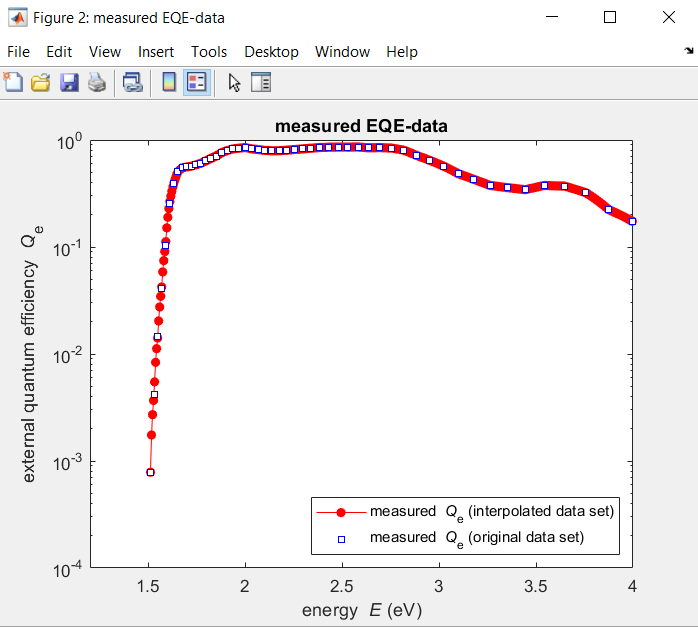 Figure 2: measured EQE-data
File Edit View Insert Tools Desktop Window Help
measured EQE-data
10^0
10^-1
10^-2
10^-3
10^-4
external quantum efficiency Q_e
measured Q_e (interpolated data set)
measured Q_e (original data set)
1.5 2 2.5 3 3.5 4
energy E (eV)